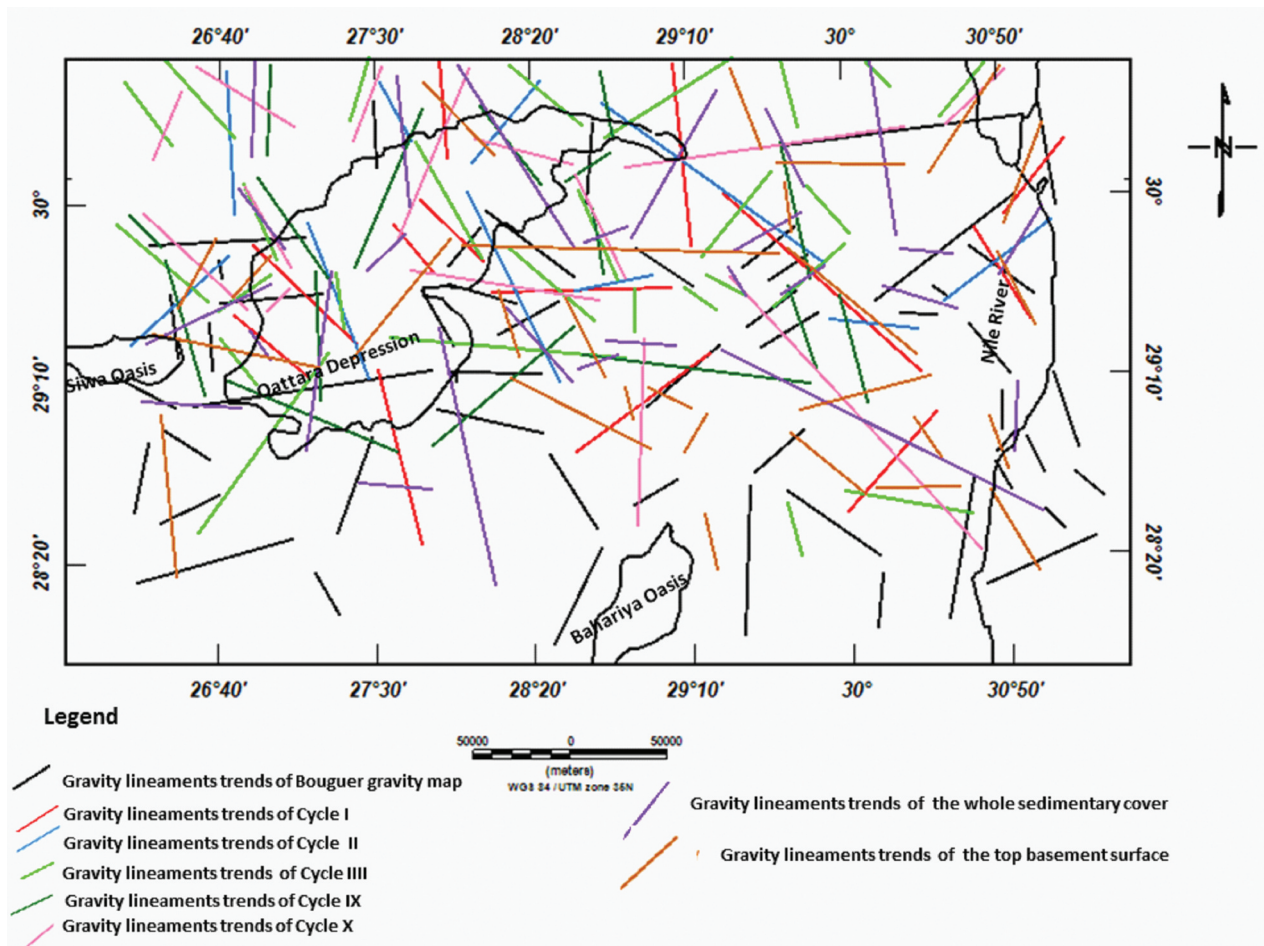 26°40' 27°30' 28°20' 29°10' 30° 30°50'
N
30° 30°
Nile River
29°10' Siwa Oasis Qattara Depression 29°10'
28°20' 28°20'
Bahariya Oasis
26°40' 27°30' 28°20' 29°10' 30° 30°50'
Legend
50000 0 50000
(meters)
WGS 84 / UTM zone 35N
Gravity lineaments trends of Bouguer gravity map
Gravity lineaments trends of Cycle I
Gravity lineaments trends of Cycle II
Gravity lineaments trends of Cycle IIII
Gravity lineaments trends of Cycle IX
Gravity lineaments trends of Cycle X
Gravity lineaments trends of the whole sedimentary cover
Gravity lineaments trends of the top basement surface